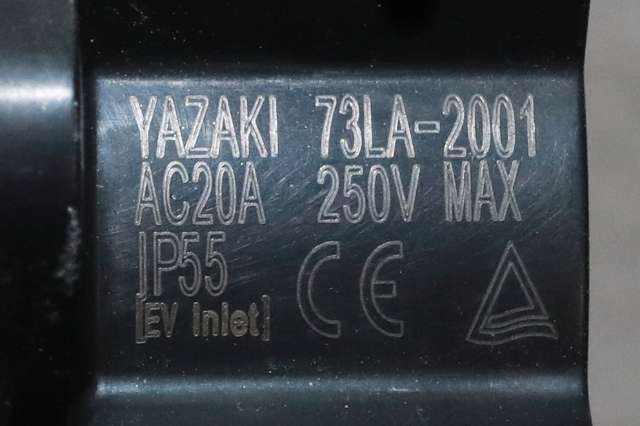 YAZAKI 73LA-2001
AC20A 250V MAX
IP55 CE
[EV Inlet]